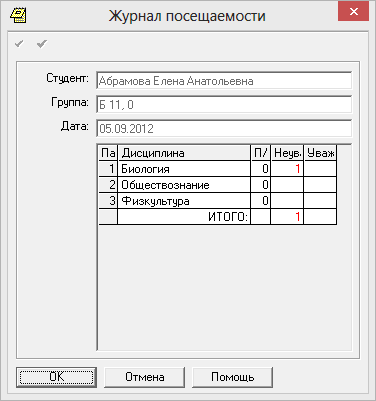 Журнал посещаемости
Студент: Абрамова Елена Анатольевна
Группа: Б 11, 0
Дата: 05.09.2012
Па Дисциплина П/ Неув. Уваж
1 Биология 0 1
2 Обществознание 0
3 Физкультура 0
ИТОГО: 1
OK Отмена Помощь